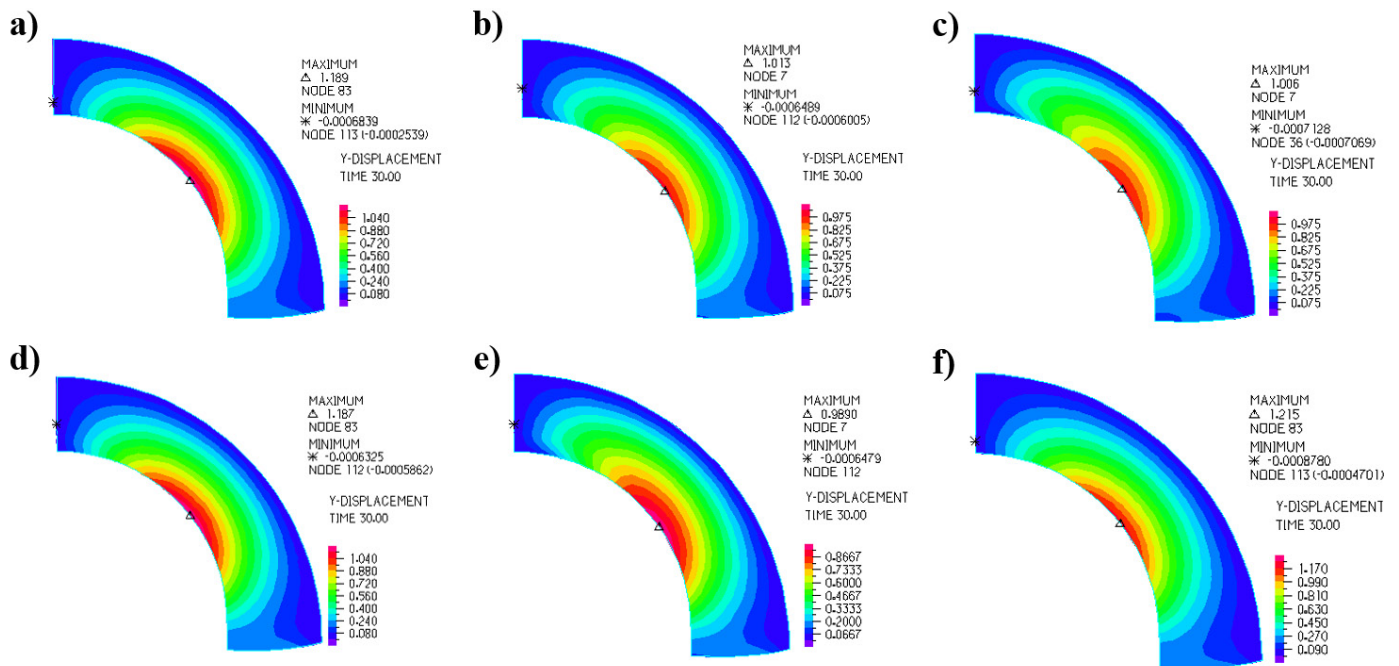 a)
MAXIMUM
Δ 1.189
NODE 83
MINIMUM
* -0.0006839
NODE 113 (-0.0002539)
Y-DISPLACEMENT
TIME 30.00
1.040
0.880
0.720
0.560
0.400
0.240
0.080
b)
MAXIMUM
Δ 1.013
NODE 7
MINIMUM
* -0.0006489
NODE 112 (-0.0006005)
Y-DISPLACEMENT
TIME 30.00
0.975
0.825
0.675
0.525
0.375
0.225
0.075
c)
MAXIMUM
Δ 1.006
NODE 7
MINIMUM
* -0.0007128
NODE 36 (-0.0007069)
Y-DISPLACEMENT
TIME 30.00
0.975
0.825
0.675
0.525
0.375
0.225
0.075
d)
MAXIMUM
Δ 1.187
NODE 83
MINIMUM
* -0.0006325
NODE 112 (-0.0005862)
Y-DISPLACEMENT
TIME 30.00
1.040
0.880
0.720
0.560
0.400
0.240
0.080
e)
MAXIMUM
Δ 0.9890
NODE 7
MINIMUM
* -0.0006479
NODE 112
Y-DISPLACEMENT
TIME 30.00
0.8667
0.7333
0.6000
0.4667
0.3333
0.2000
0.0667
f)
MAXIMUM
Δ 1.215
NODE 83
MINIMUM
* -0.0008780
NODE 113 (-0.0004701)
Y-DISPLACEMENT
TIME 30.00
1.170
0.990
0.810
0.630
0.450
0.270
0.090